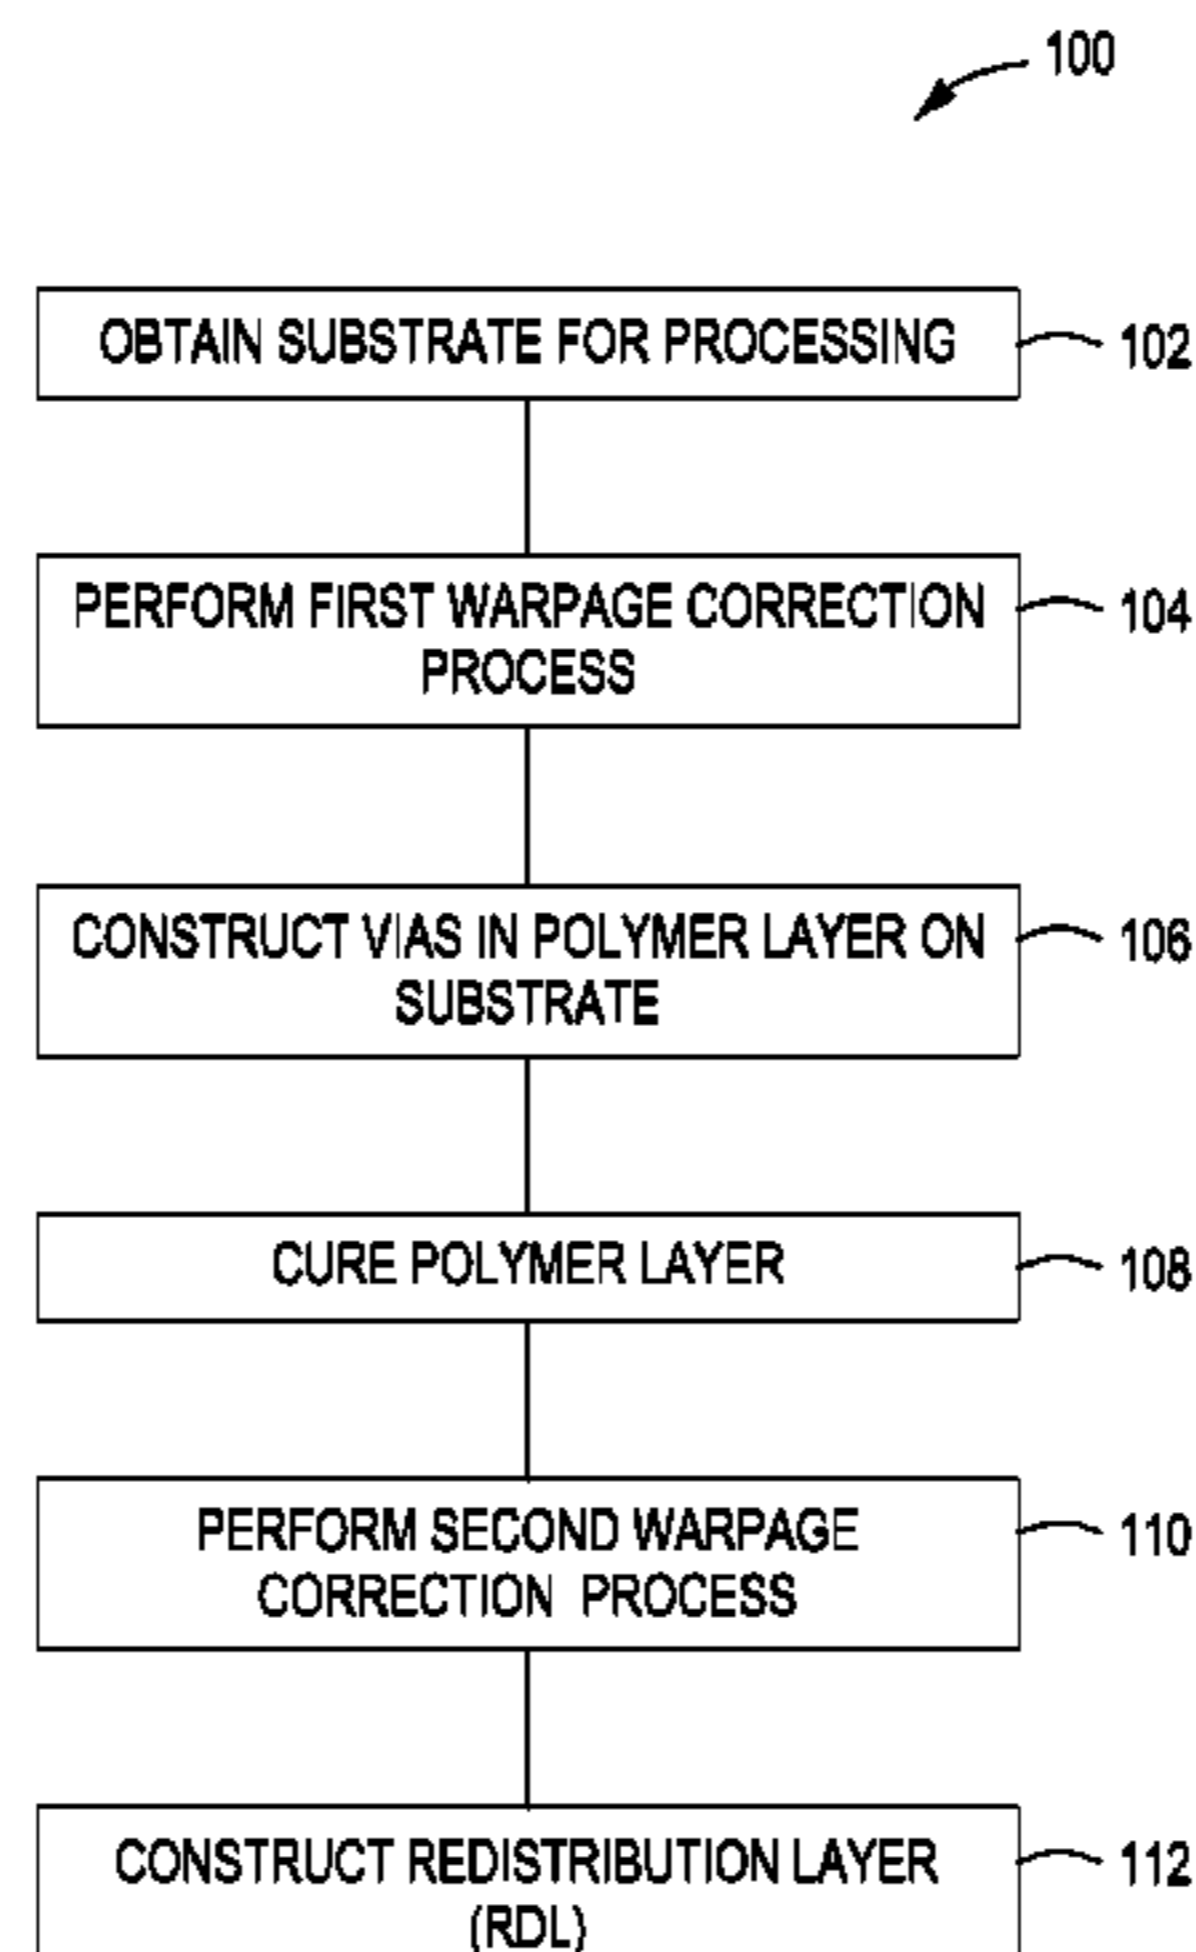 100
OBTAIN SUBSTRATE FOR PROCESSING
102
PERFORM FIRST WARPAGE CORRECTION
PROCESS
104
CONSTRUCT VIAS IN POLYMER LAYER ON
SUBSTRATE
106
CURE POLYMER LAYER
108
PERFORM SECOND WARPAGE
CORRECTION PROCESS
110
CONSTRUCT REDISTRIBUTION LAYER
(RDL)
112